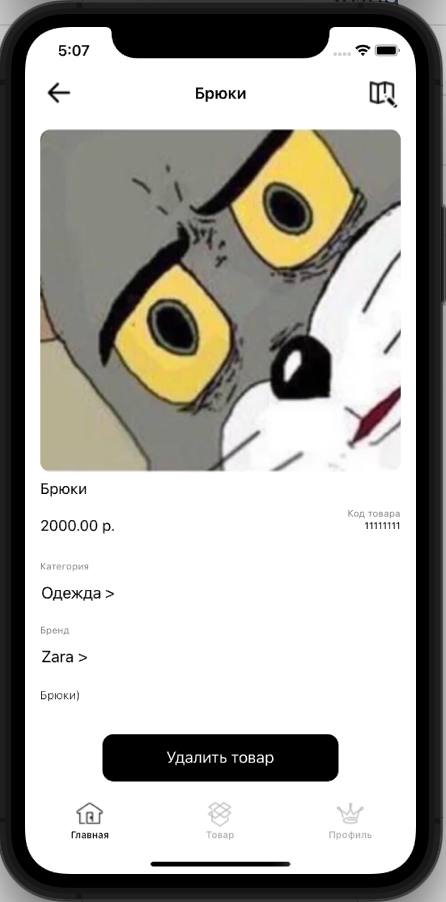 5:07
Брюки
Брюки
2000.00 р.
Код товара
11111111
Категория
Одежда >
Бренд
Zara >
Брюки)
Удалить товар
Главная
Товар
Профиль